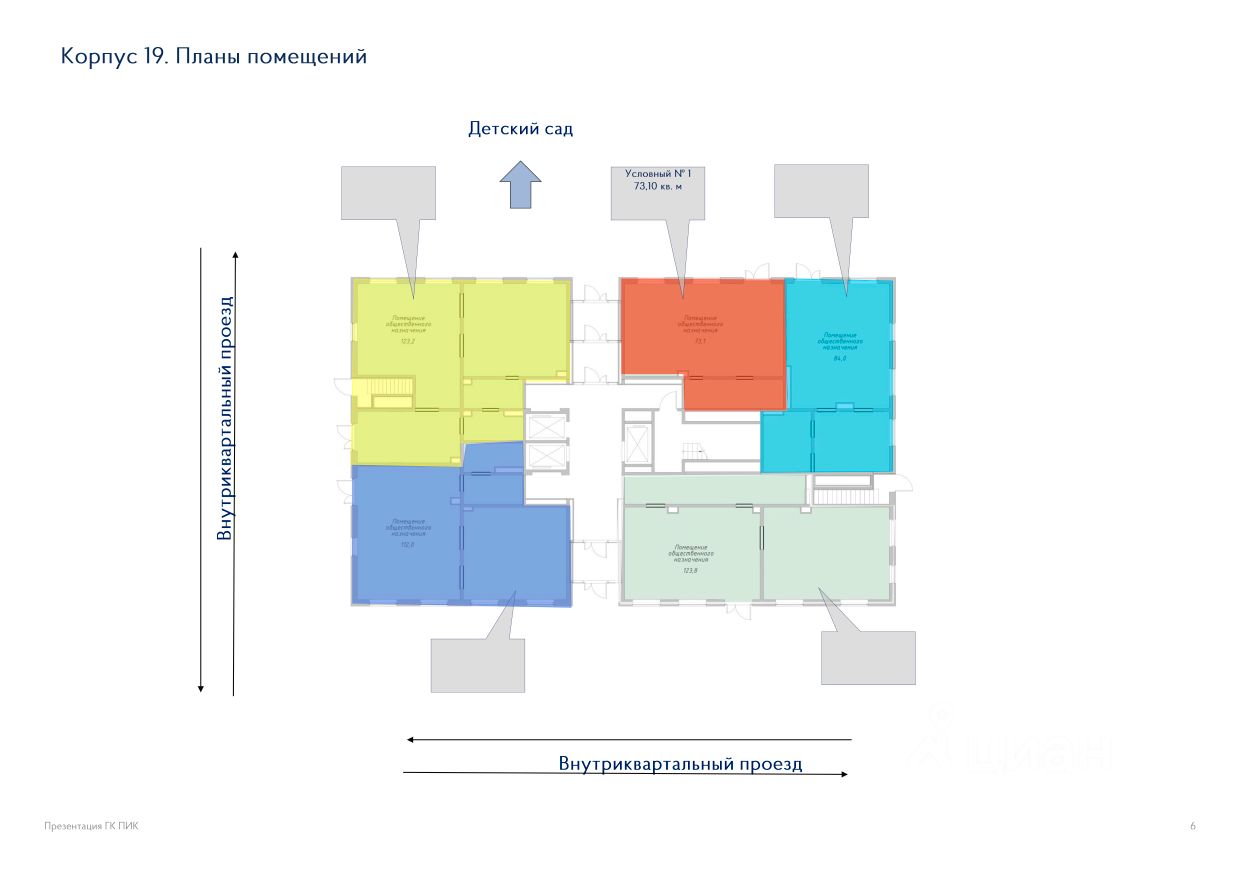 Корпус 19. Планы помещений
Детский сад
Условный № 1
73,10 кв. м
Внутриквартальный проезд
Помещение
общественного
назначения
123,2
Помещение
общественного
назначения
73,1
Помещение
общественного
назначения
84,0
Помещение
общественного
назначения
Помещение
общественного
назначения
123,8
Внутриквартальный проезд
циан
Презентация ГК ПИК
6